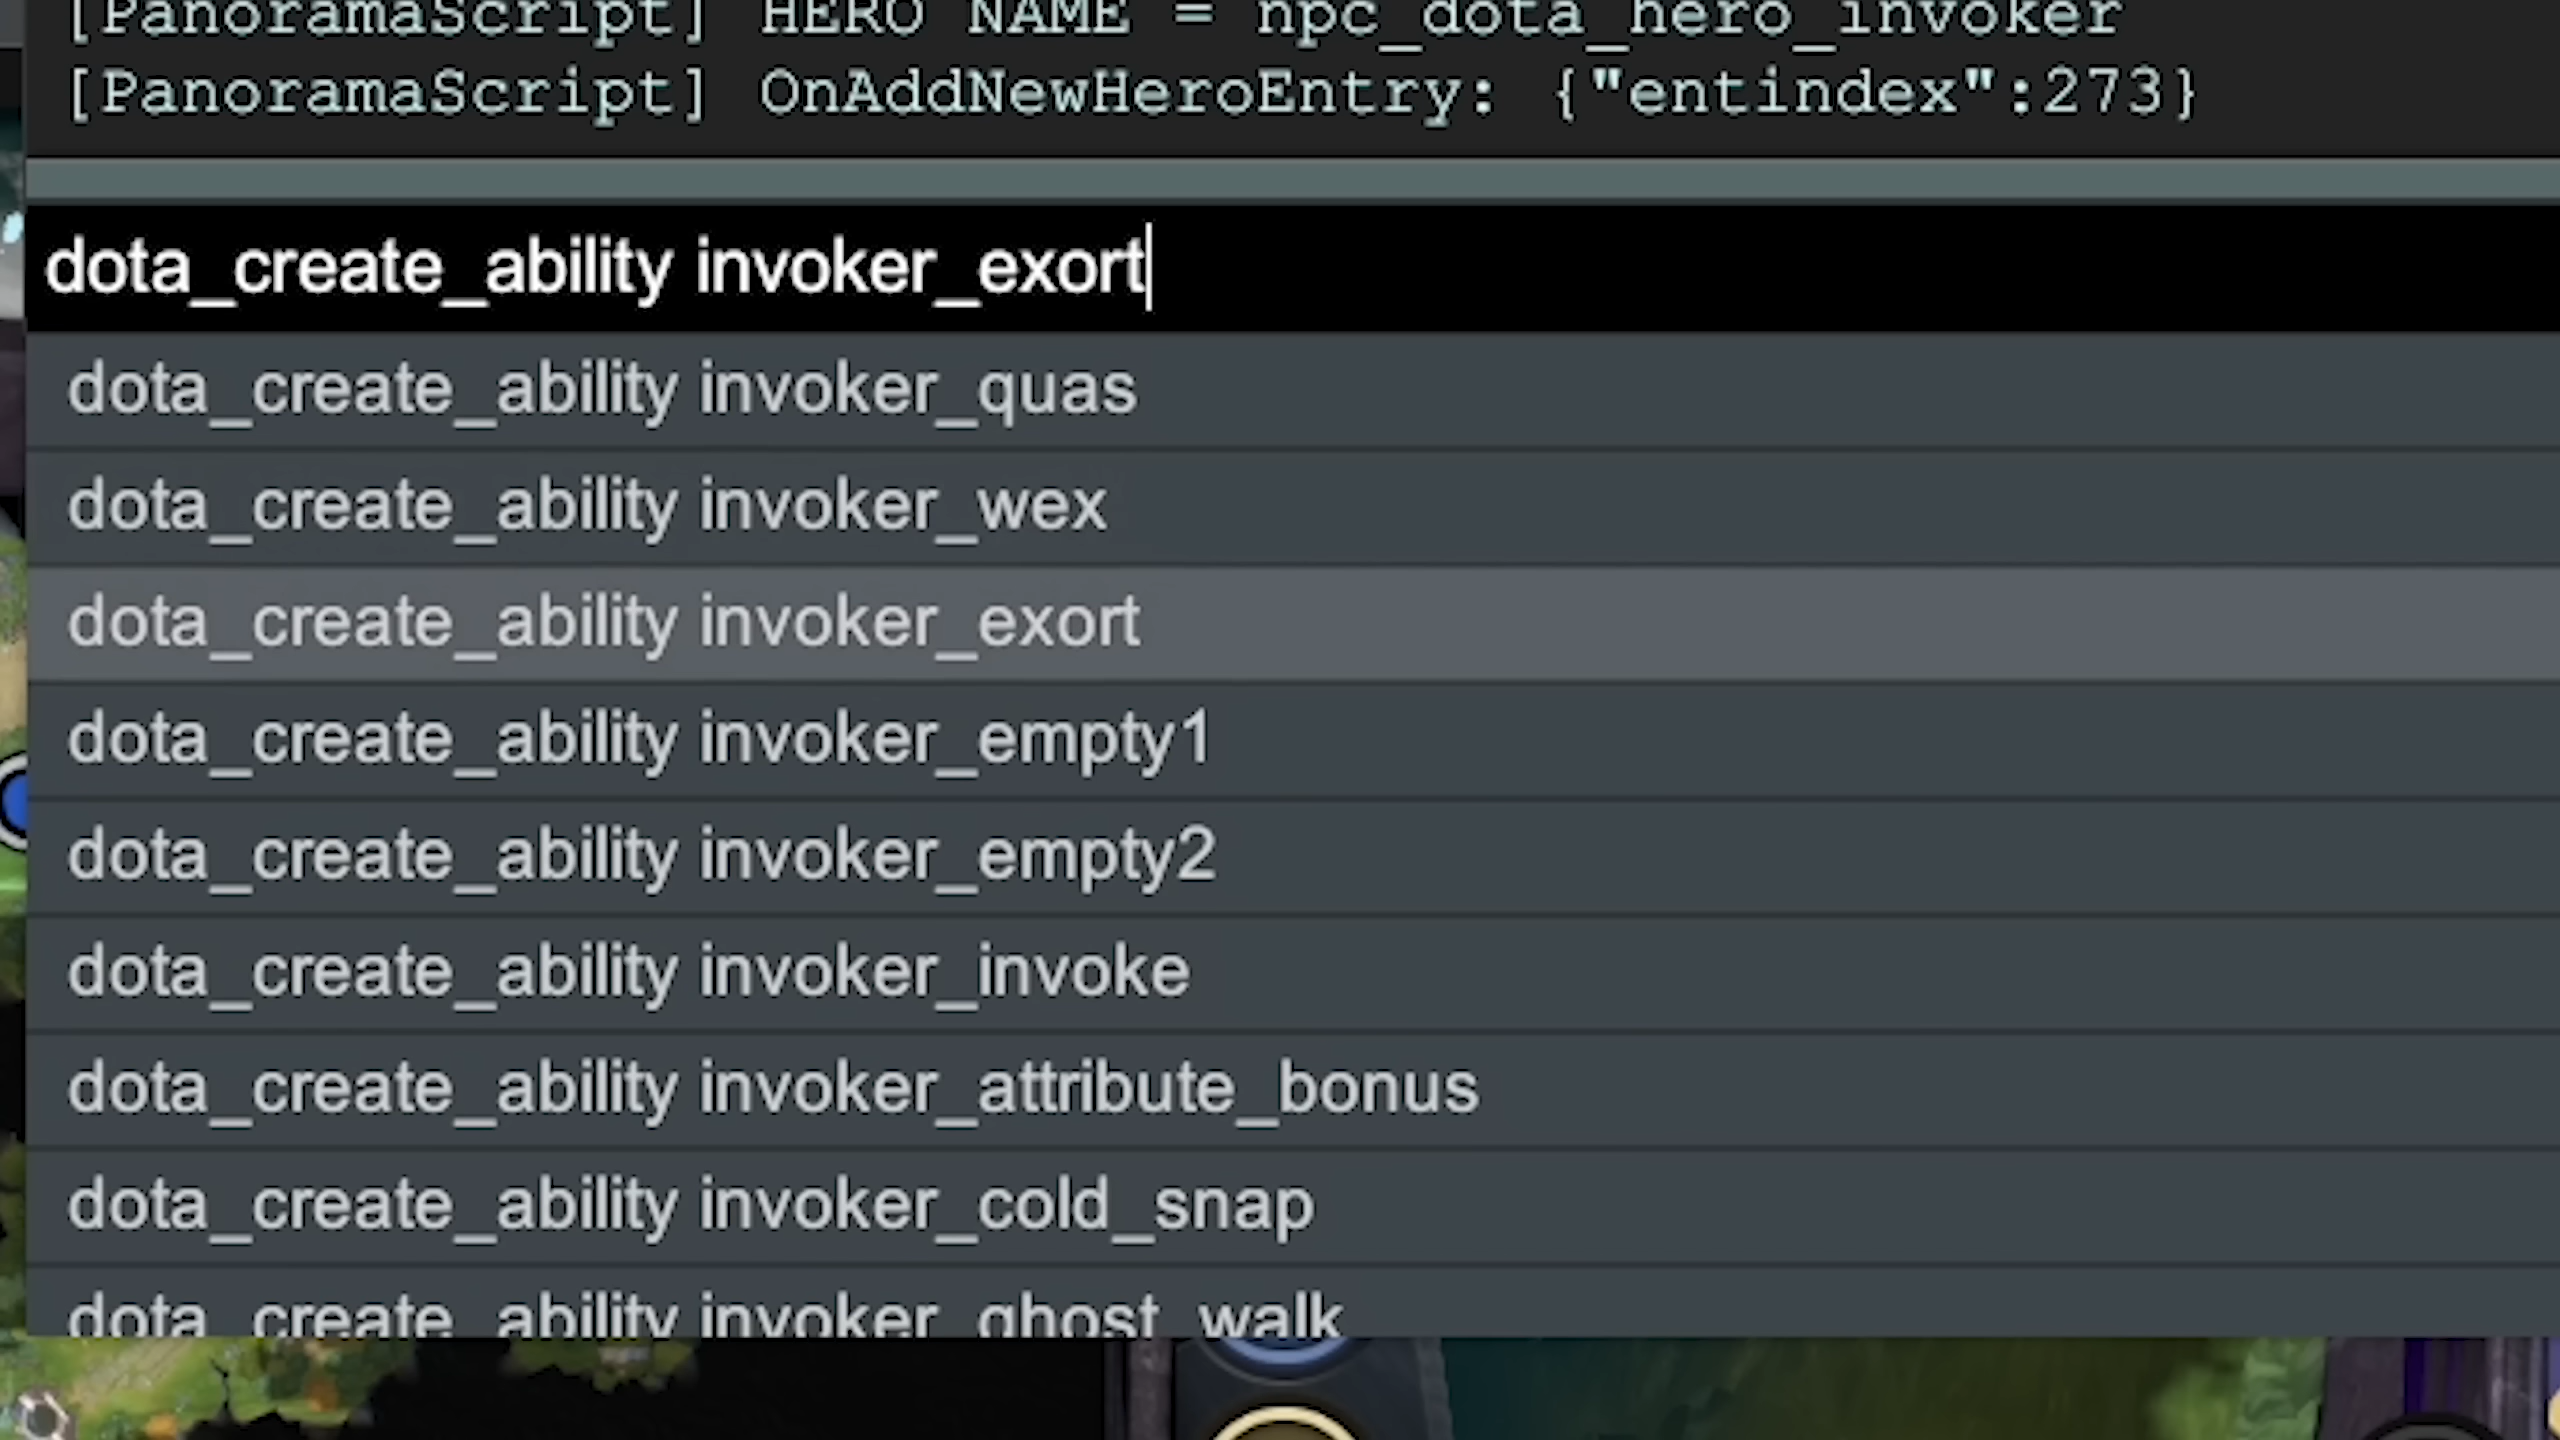 [PanoramaScript] HERO NAME = npc_dota_hero_invoker
[PanoramaScript] OnAddNewHeroEntry: {"entindex":273}
dota_create_ability invoker_exort
dota_create_ability invoker_quas
dota_create_ability invoker_wex
dota_create_ability invoker_exort
dota_create_ability invoker_empty1
dota_create_ability invoker_empty2
dota_create_ability invoker_invoke
dota_create_ability invoker_attribute_bonus
dota_create_ability invoker_cold_snap
dota_create_ability invoker_ghost_walk